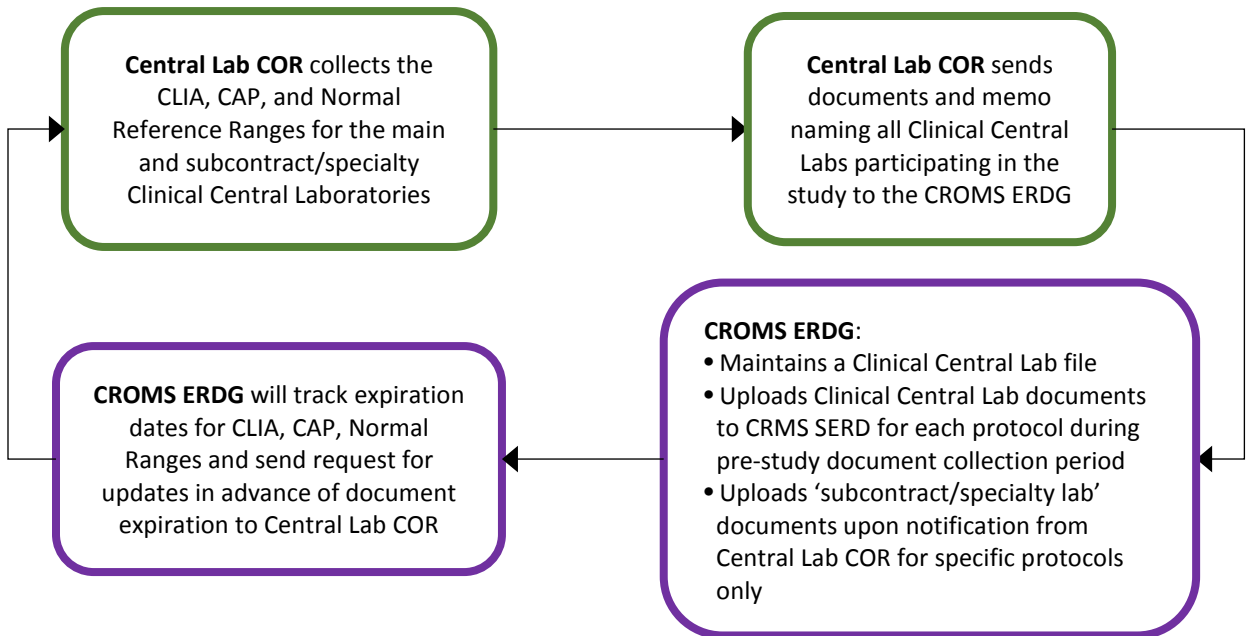 Central Lab COR collects the
CLIA, CAP, and Normal
Reference Ranges for the main
and subcontract/specialty
Clinical Central Laboratories
Central Lab COR sends
documents and memo
naming all Clinical Central
Labs participating in the
study to the CROMS ERDG
CROMS ERDG:
• Maintains a Clinical Central Lab file
• Uploads Clinical Central Lab documents
to CRMS SERD for each protocol during
pre-study document collection period
• Uploads ‘subcontract/specialty lab’
documents upon notification from
Central Lab COR for specific protocols
only
CROMS ERDG will track expiration
dates for CLIA, CAP, Normal
Ranges and send request for
updates in advance of document
expiration to Central Lab COR